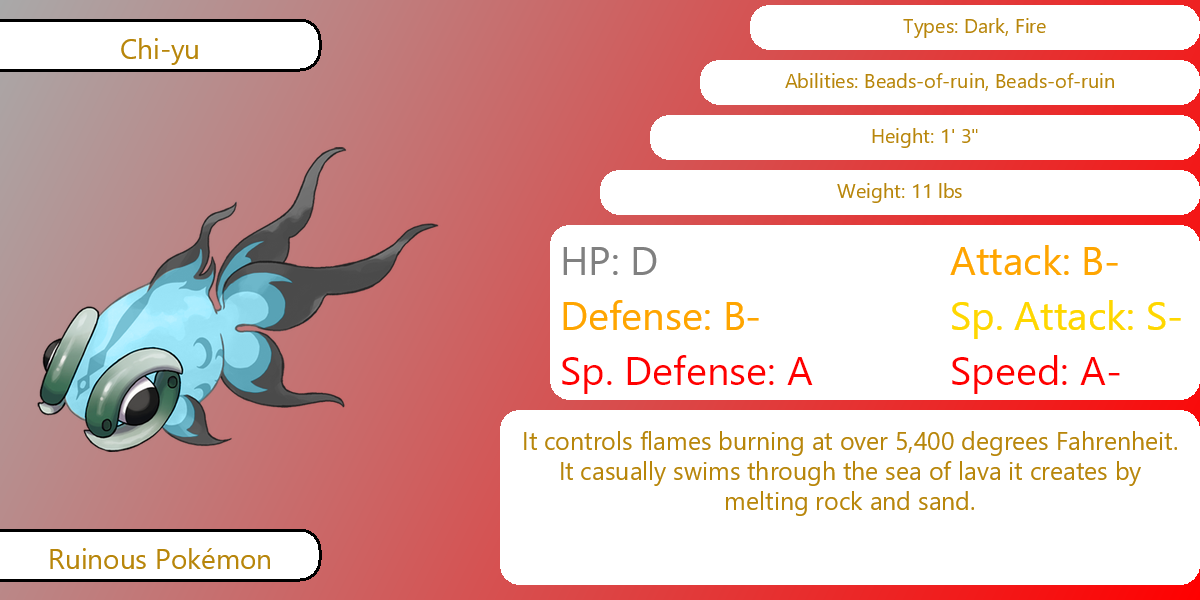 Chi-yu
Types: Dark, Fire
Abilities: Beads-of-ruin, Beads-of-ruin
Height: 1' 3"
Weight: 11 lbs
HP: D
Attack: B-
Defense: B-
Sp. Attack: S-
Sp. Defense: A
Speed: A-
It controls flames burning at over 5,400 degrees Fahrenheit.
It casually swims through the sea of lava it creates by
melting rock and sand.
Ruinous Pokémon